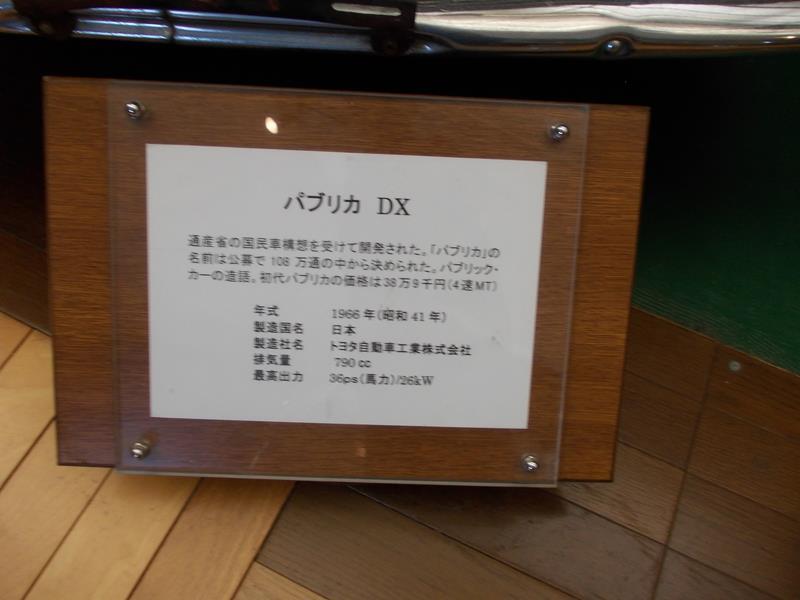 パブリカ DX
通産省の国民車構想を受けて開発された。「パブリカ」の
名前は公募で 108 万通の中から決められた。パブリック・
カーの造語。初代パブリカの価格は38万9千円(4速MT)
年式 1966 年(昭和 41 年)
製造国名 日本
製造社名 トヨタ自動車工業株式会社
排気量 790 cc
最高出力 36ps(馬力)/26kW